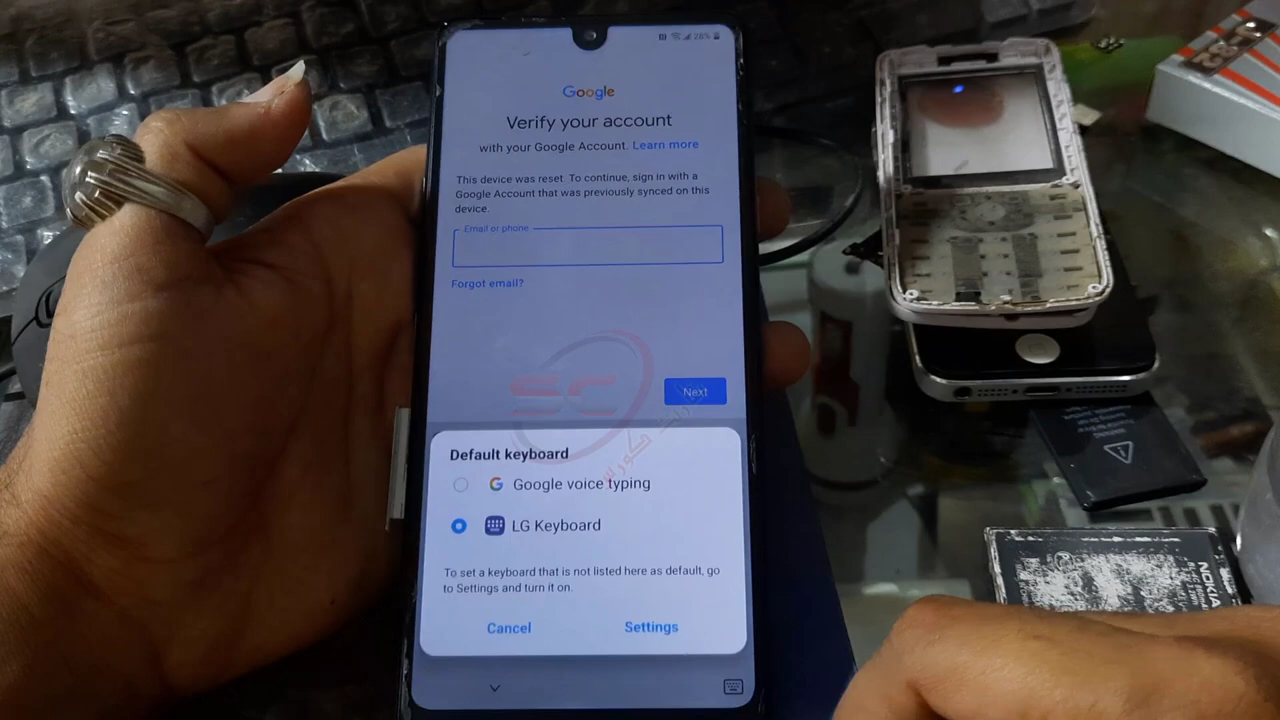 28%
Google
Verify your account
with your Google Account. Learn more
This device was reset. To continue, sign in with a
Google Account that was previously synced on this
device.
Email or phone
Forgot email?
Next
SC
Default keyboard
Google voice typing
LG Keyboard
To set a keyboard that is not listed here as default, go
to Settings and turn it on.
Cancel
Settings
NOKIA